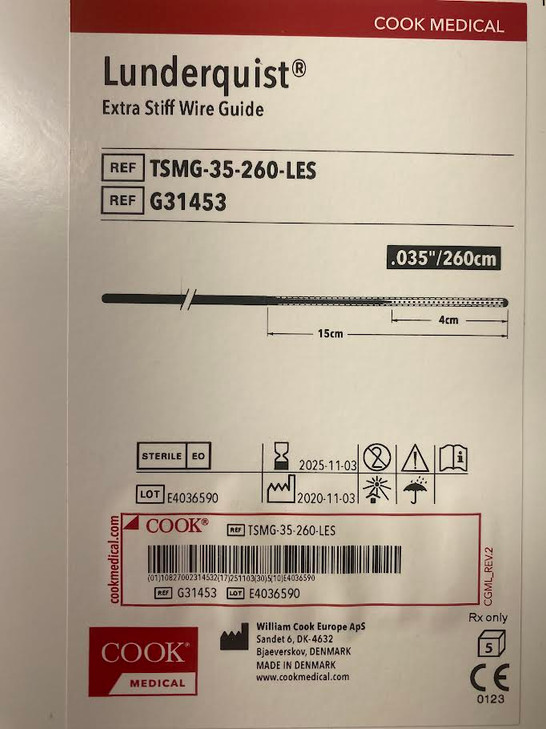 COOK MEDICAL
Lunderquist®
Extra Stiff Wire Guide
REF TSMG-35-260-LES
REF G31453
.035"/260cm
4cm
15cm
STERILE EO
2025-11-03
LOT E4036590
2020-11-03
cookmedical.com
COOK®
REF TSMG-35-260-LES
(01)10827002314532(17)251103(30)5(10)E4036590
REF G31453 LOT E4036590
CGML_REV.2
COOK®
MEDICAL
William Cook Europe ApS
Sandet 6, DK-4632
Bjaeverskov, DENMARK
MADE IN DENMARK
www.cookmedical.com
Rx only
5
CE
0123